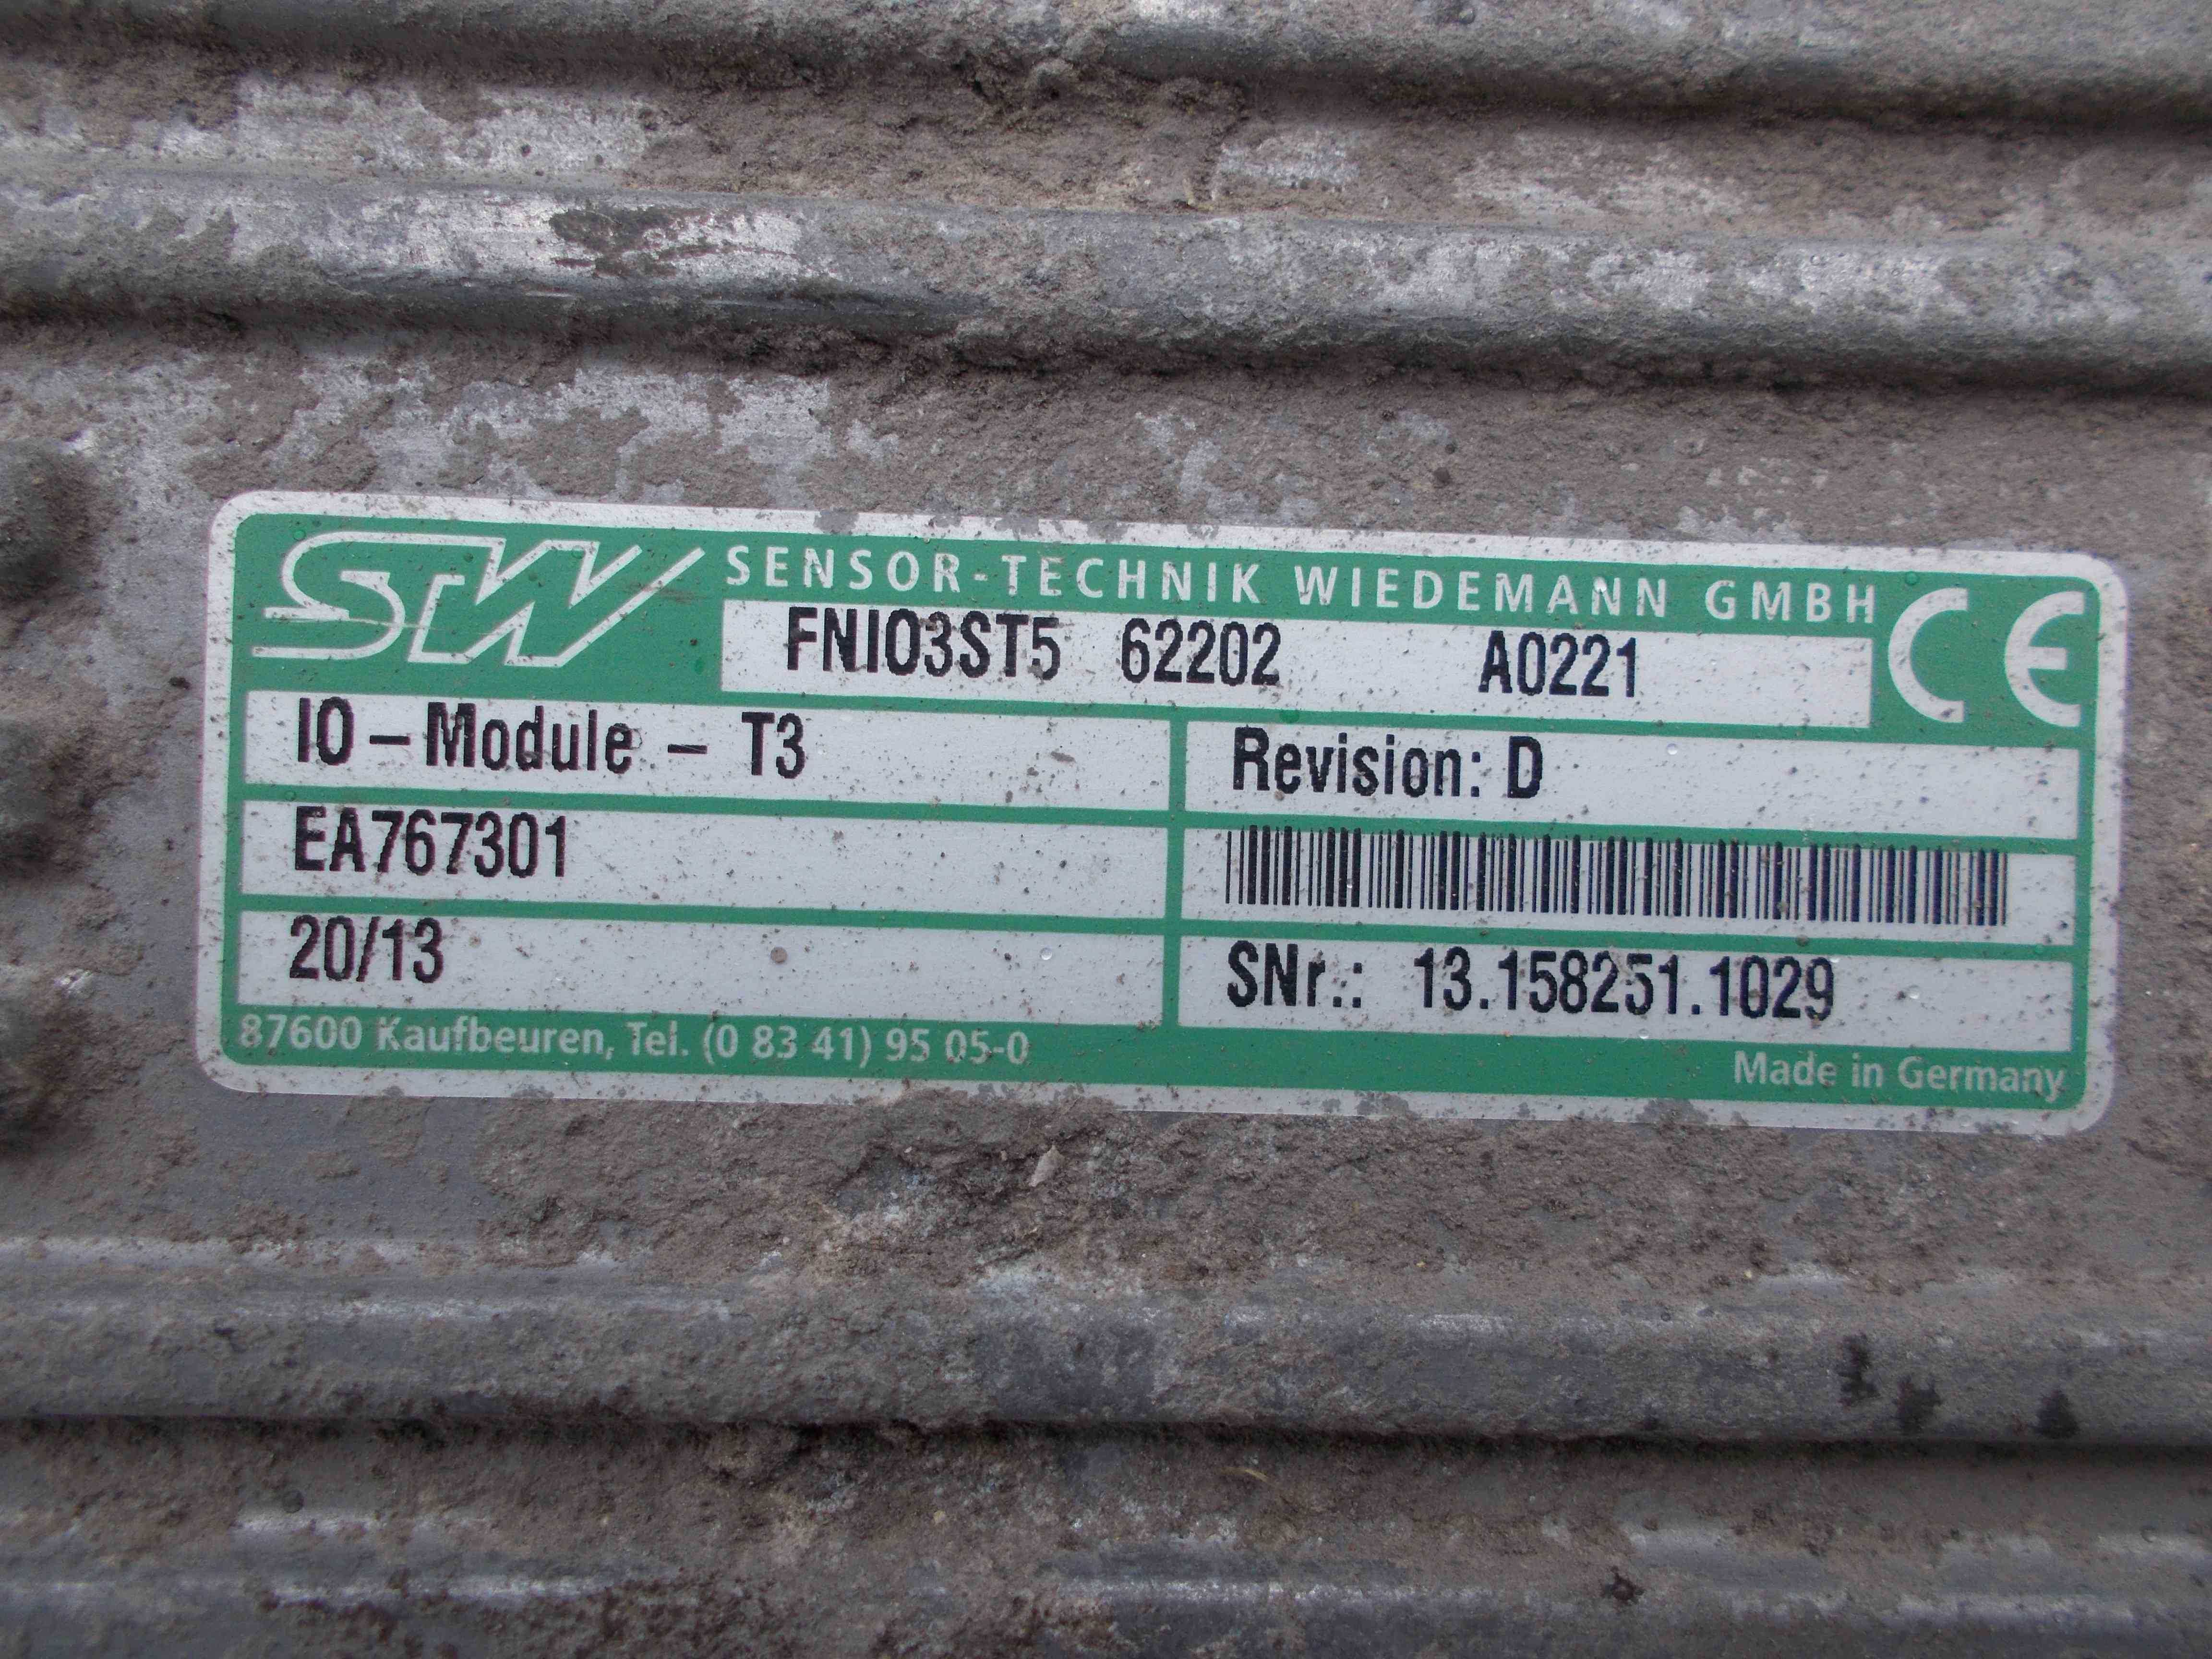 STW SENSOR-TECHNIK WIEDEMANN GMBH CE
FNIO3ST5 62202 A0221
IO - Module - T3
Revision: D
EA767301
20/13
SNr.: 13.158251.1029
87600 Kaufbeuren, Tel. (0 83 41) 95 05-0
Made in Germany